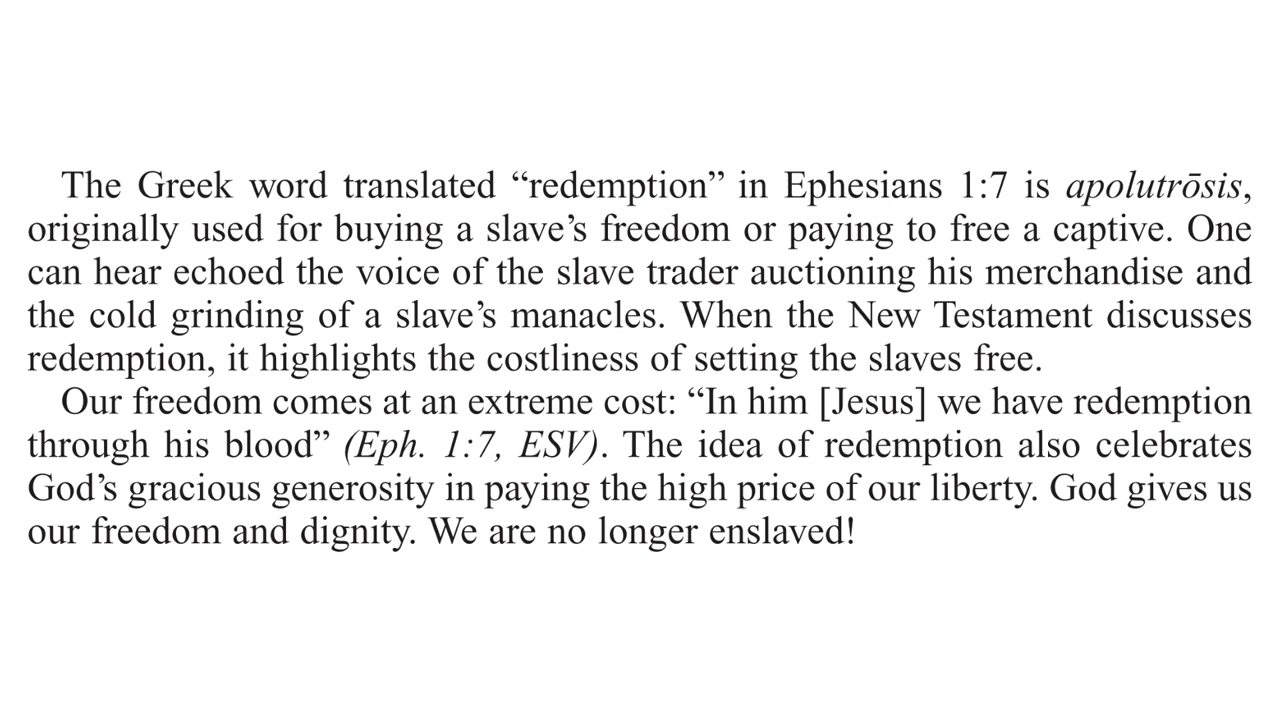 The Greek word translated “redemption” in Ephesians 1:7 is apolutrōsis,
originally used for buying a slave’s freedom or paying to free a captive. One
can hear echoed the voice of the slave trader auctioning his merchandise and
the cold grinding of a slave’s manacles. When the New Testament discusses
redemption, it highlights the costliness of setting the slaves free.
Our freedom comes at an extreme cost: “In him [Jesus] we have redemption
through his blood” (Eph. 1:7, ESV). The idea of redemption also celebrates
God’s gracious generosity in paying the high price of our liberty. God gives us
our freedom and dignity. We are no longer enslaved!